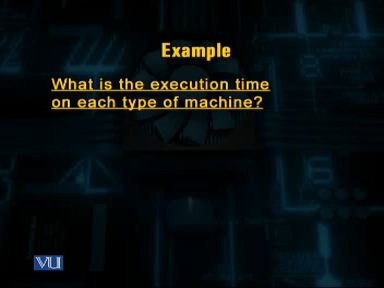 Example
What is the execution time
on each type of machine?
VU